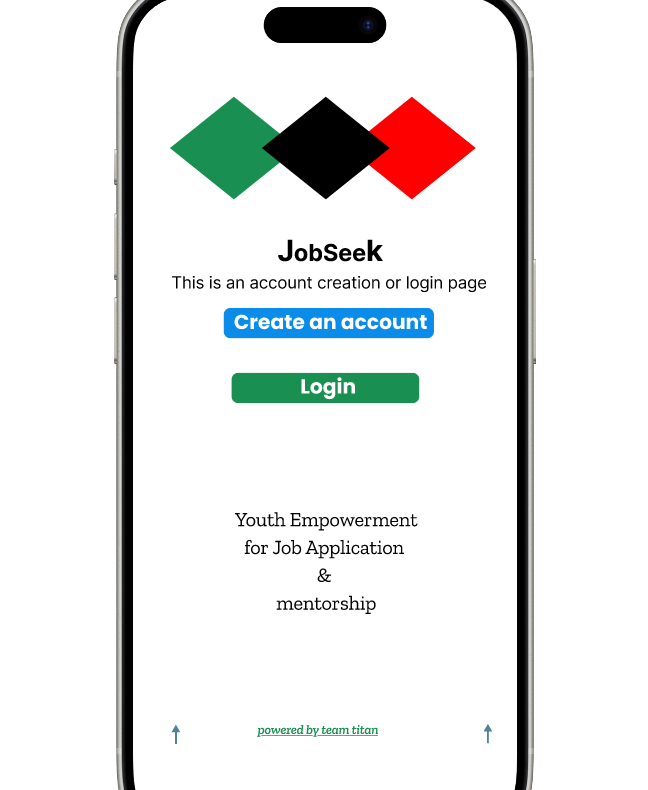 JobSeek
This is an account creation or login page
Create an account
Login
Youth Empowerment
for Job Application
&
mentorship
powered by team titan